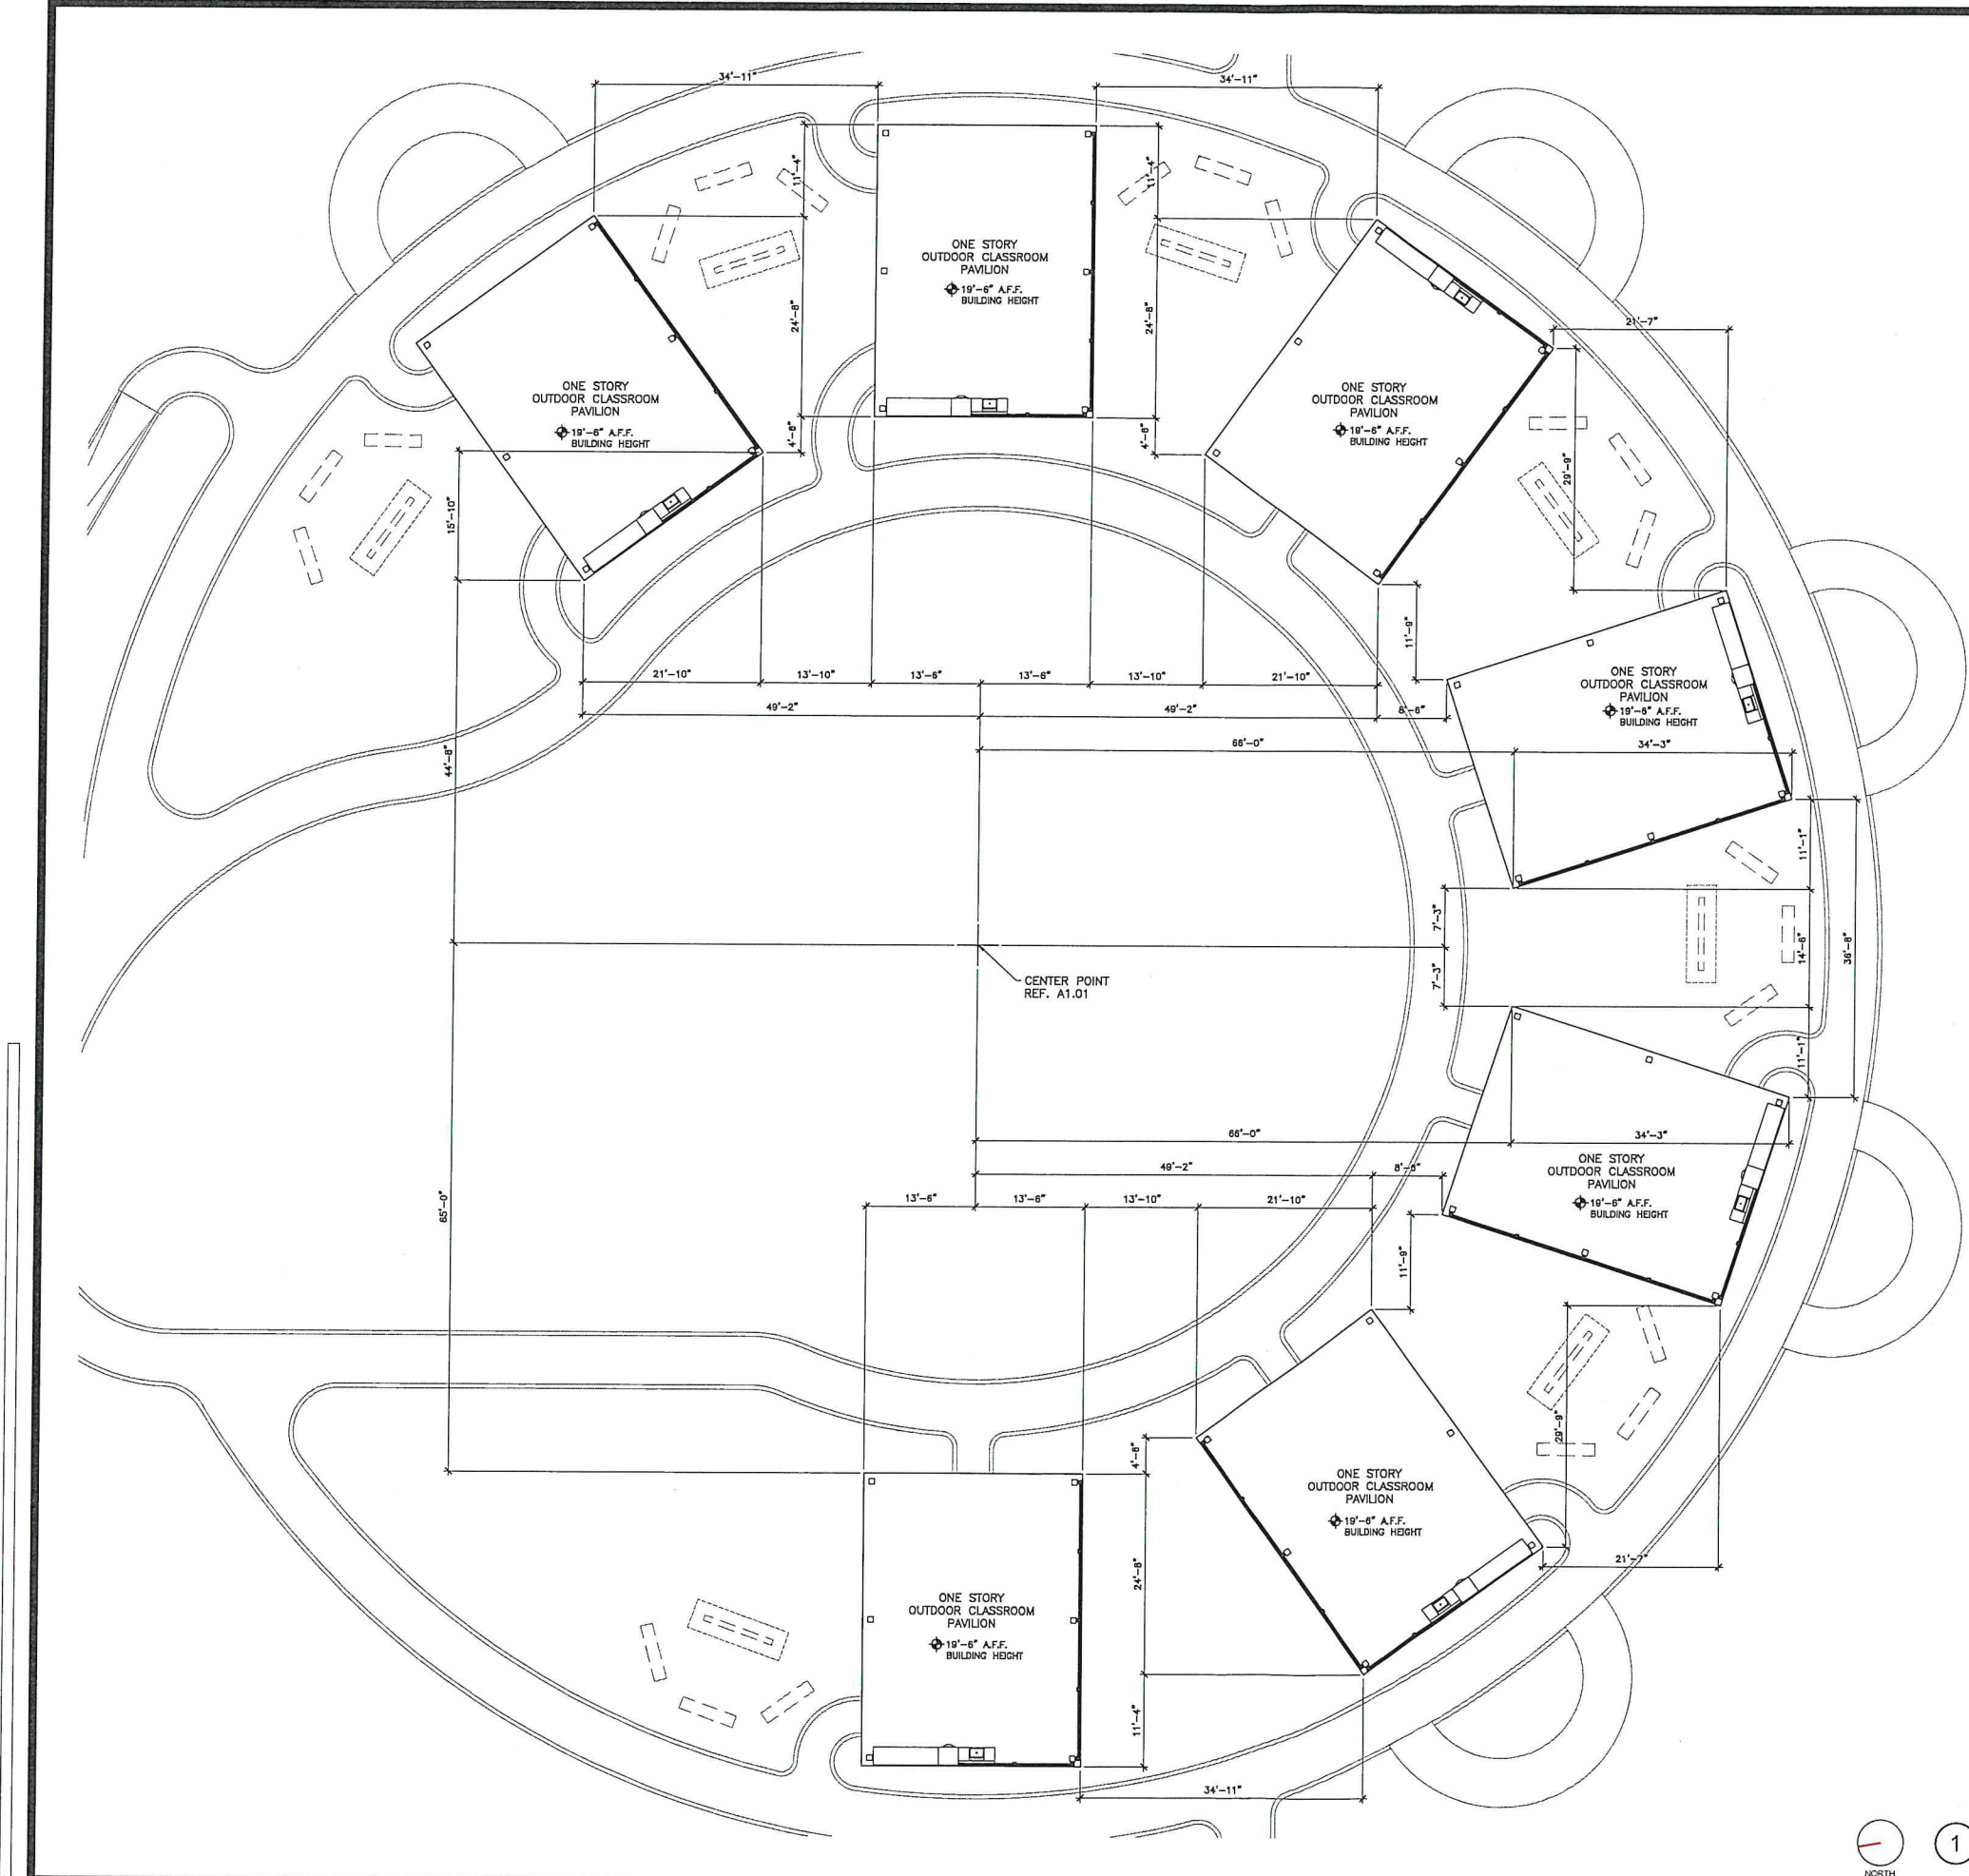 34'-11"
34'-11"
11'-4"
11'-4"
ONE STORY
OUTDOOR CLASSROOM
PAVILION
19'-6" A.F.F.
BUILDING HEIGHT
24'-8"
24'-8"
21'-7"
ONE STORY
OUTDOOR CLASSROOM
PAVILION
19'-6" A.F.F.
BUILDING HEIGHT
ONE STORY
OUTDOOR CLASSROOM
PAVILION
19'-6" A.F.F.
BUILDING HEIGHT
4'-6"
4'-6"
29'-9"
15'-10"
11'-9"
21'-10"
13'-10"
13'-6"
13'-6"
13'-10"
21'-10"
ONE STORY
OUTDOOR CLASSROOM
PAVILION
19'-6" A.F.F.
BUILDING HEIGHT
49'-2"
49'-2"
8'-6"
44'-8"
66'-0"
34'-3"
11'-1"
7'-3"
14'-6"
36'-8"
7'-3"
CENTER POINT
REF. A1.01
11'-1"
66'-0"
34'-3"
49'-2"
8'-6"
ONE STORY
OUTDOOR CLASSROOM
PAVILION
19'-6" A.F.F.
BUILDING HEIGHT
65'-0"
13'-6"
13'-6"
13'-10"
21'-10"
11'-9"
29'-9"
4'-6"
ONE STORY
OUTDOOR CLASSROOM
PAVILION
19'-6" A.F.F.
BUILDING HEIGHT
21'-7"
24'-8"
ONE STORY
OUTDOOR CLASSROOM
PAVILION
19'-6" A.F.F.
BUILDING HEIGHT
11'-4"
34'-11"
1
NORTH